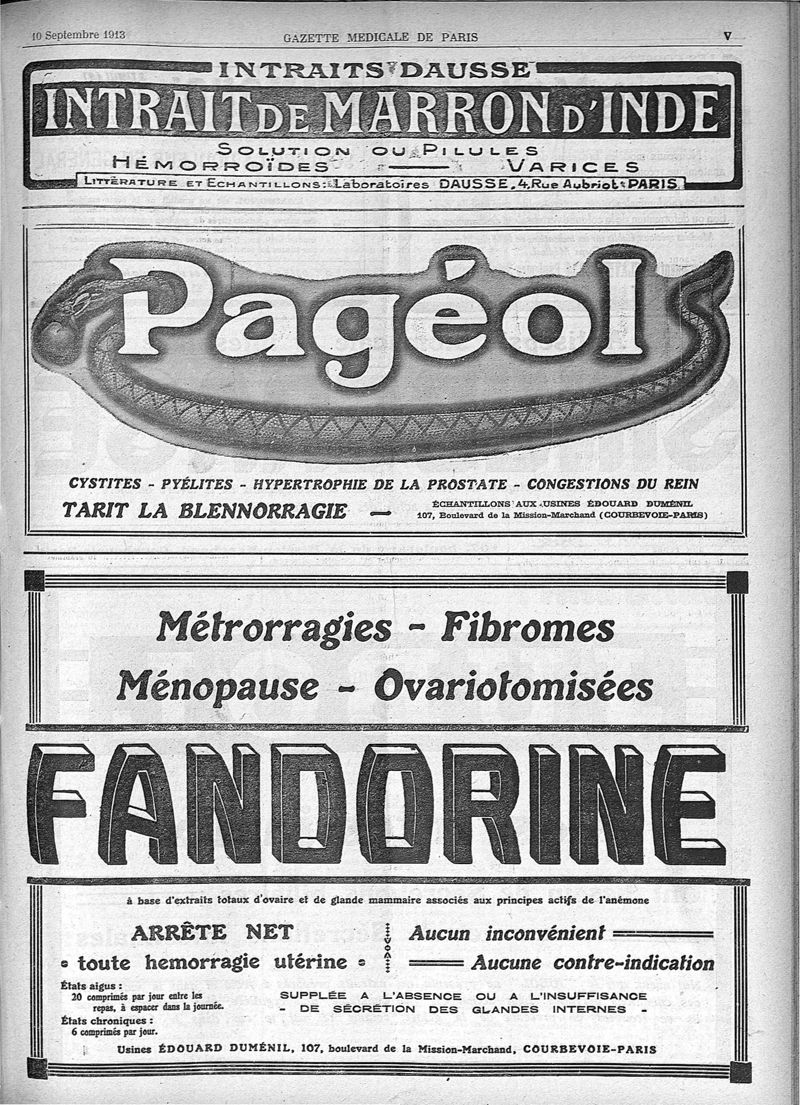 10 Septembre 1913 GAZETTE MEDICALE DE PARIS V
INTRAITS DAUSSE
INTRAIT DE MARRON D'INDE
SOLUTION OU PILULES
HÉMORROÏDES — VARICES
LITTÉRATURE ET ECHANTILLONS: Laboratoires DAUSSE, 4, Rue Aubriot PARIS
Pagéol
CYSTITES - PYÉLITES - HYPERTROPHIE DE LA PROSTATE - CONGESTIONS DU REIN
TARIT LA BLENNORRAGIE —
ÉCHANTILLONS AUX USINES ÉDOUARD DUMÉNIL
107, Boulevard de la Mission-Marchand (COURBEVOIE-PARIS)
Métrorragies - Fibromes
Ménopause - Ovariotomisées
FANDORINE
à base d'extraits totaux d'ovaire et de glande mammaire associés aux principes actifs de l'anémone
ARRÊTE NET
toute hemorragie utérine
Aucun inconvénient
Aucune contre-indication
États aigus :
20 comprimés par jour entre les
repas, à espacer dans la journée.
États chroniques :
6 comprimés par jour.
SUPPLÉE A L'ABSENCE OU A L'INSUFFISANCE
- DE SÉCRÉTION DES GLANDES INTERNES -
Usines ÉDOUARD DUMÉNIL, 107, boulevard de la Mission-Marchand, COURBEVOIE-PARIS